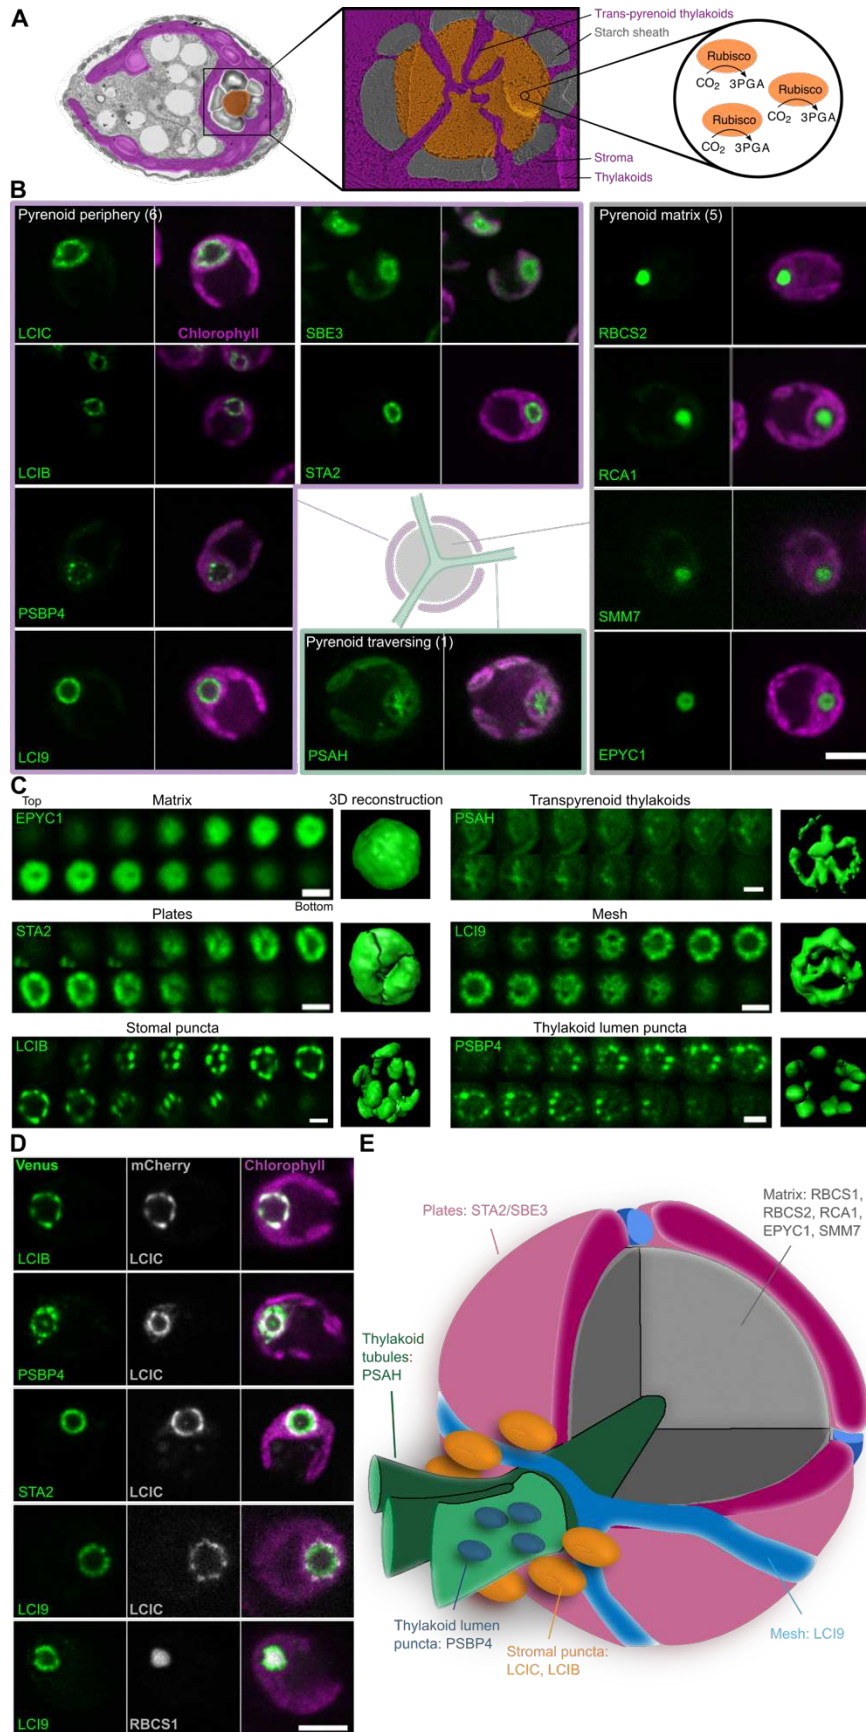 A
Trans-pyrenoid thylakoids
Starch sheath
Stroma
Thylakoids
Rubisco
CO2 3PGA
Rubisco
CO2 3PGA
Rubisco
CO2 3PGA
B
Pyrenoid periphery (6)
LCIC
Chlorophyll
SBE3
LCIB
STA2
PSBP4
LCI9
Pyrenoid traversing (1)
PSAH
Pyrenoid matrix (5)
RBCS2
RCA1
SMM7
EPYC1
C
Top
Matrix
3D reconstruction
EPYC1
Bottom
Transpyrenoid thylakoids
PSAH
Plates
STA2
Mesh
LCI9
Stomal puncta
LCIB
Thylakoid lumen puncta
PSBP4
D
Venus
mCherry
Chlorophyll
LCIB
LCIC
PSBP4
LCIC
STA2
LCIC
LCI9
LCIC
LCI9
RBCS1
E
Plates: STA2/SBE3
Matrix: RBCS1,
RBCS2, RCA1,
EPYC1, SMM7
Thylakoid
tubules:
PSAH
Thylakoid lumen
puncta: PSBP4
Stromal puncta:
LCIC, LCIB
Mesh: LCI9